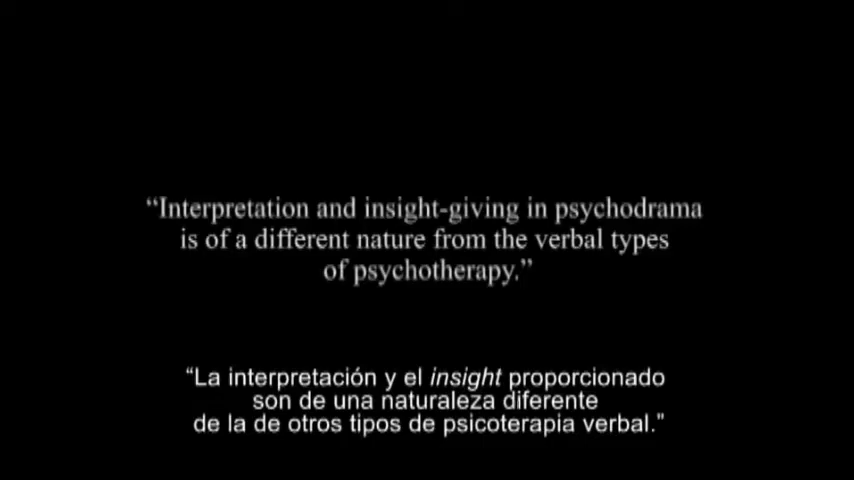 “Interpretation and insight-giving in psychodrama
is of a different nature from the verbal types
of psychotherapy.”
“La interpretación y el insight proporcionado
son de una naturaleza diferente
de la de otros tipos de psicoterapia verbal.”